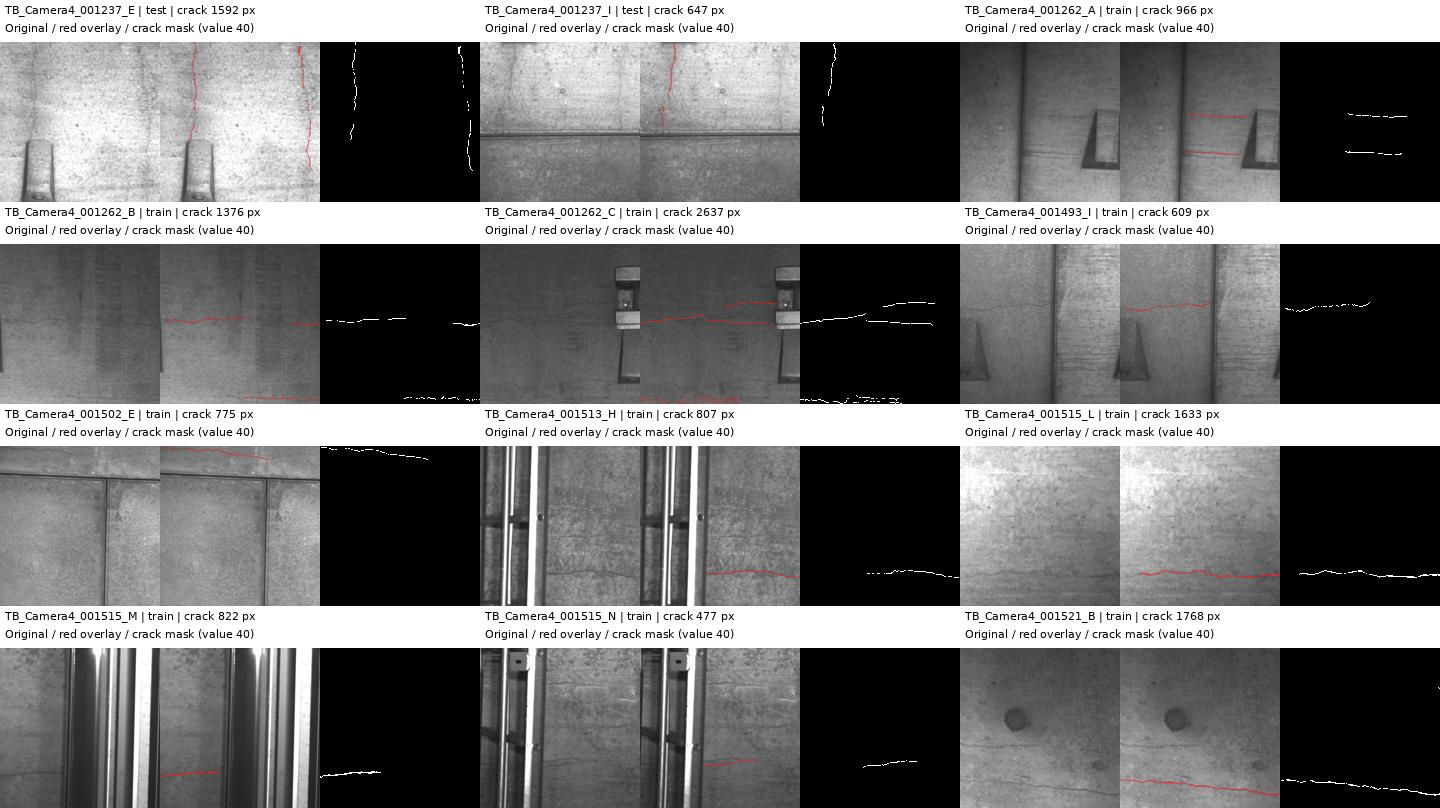 TB_Camera4_001237_E | test | crack 1592 px
Original / red overlay / crack mask (value 40)
TB_Camera4_001237_I | test | crack 647 px
Original / red overlay / crack mask (value 40)
TB_Camera4_001262_A | train | crack 966 px
Original / red overlay / crack mask (value 40)
TB_Camera4_001262_B | train | crack 1376 px
Original / red overlay / crack mask (value 40)
TB_Camera4_001262_C | train | crack 2637 px
Original / red overlay / crack mask (value 40)
TB_Camera4_001493_I | train | crack 609 px
Original / red overlay / crack mask (value 40)
TB_Camera4_001502_E | train | crack 775 px
Original / red overlay / crack mask (value 40)
TB_Camera4_001513_H | train | crack 807 px
Original / red overlay / crack mask (value 40)
TB_Camera4_001515_L | train | crack 1633 px
Original / red overlay / crack mask (value 40)
TB_Camera4_001515_M | train | crack 822 px
Original / red overlay / crack mask (value 40)
TB_Camera4_001515_N | train | crack 477 px
Original / red overlay / crack mask (value 40)
TB_Camera4_001521_B | train | crack 1768 px
Original / red overlay / crack mask (value 40)